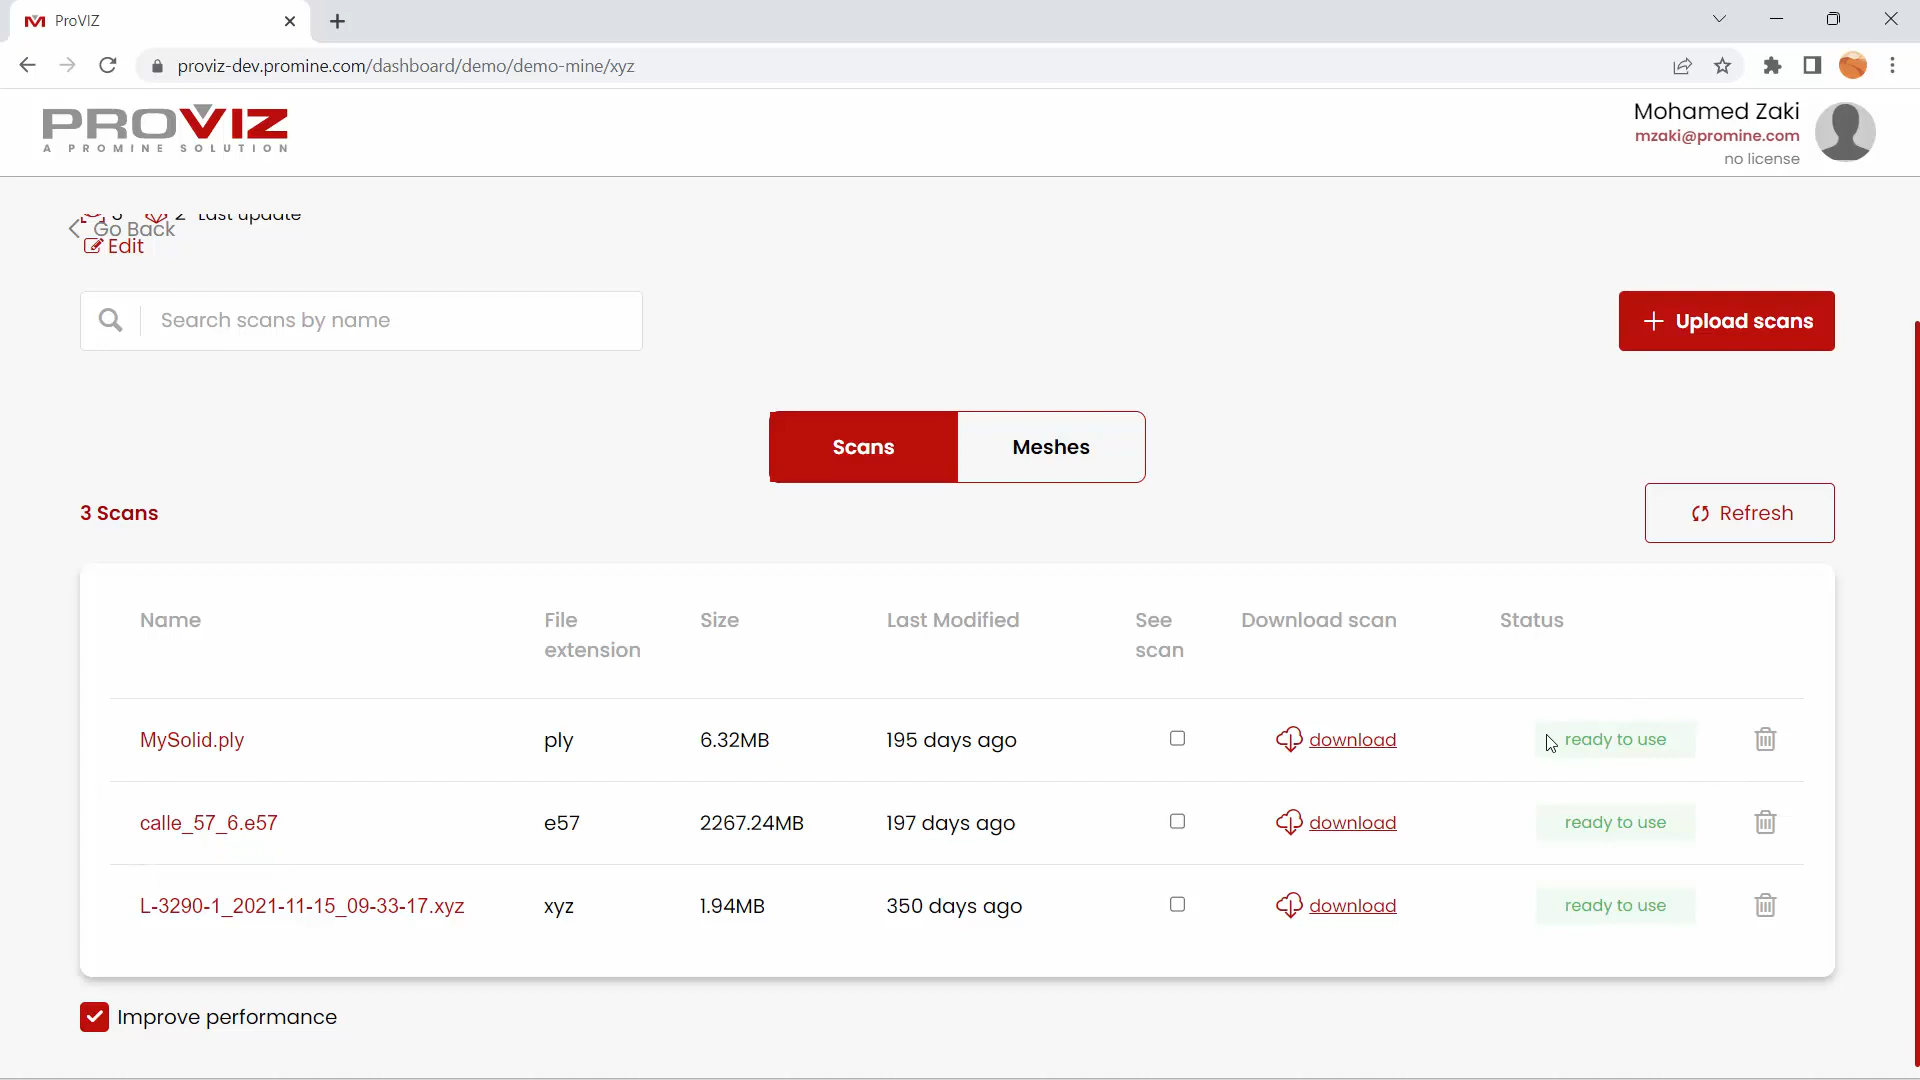 ProVIZ
proviz-dev.promine.com/dashboard/demo/demo-mine/xyz
PROVIZ
A PROMINE SOLUTION
Mohamed Zaki
mzaki@promine.com
no license
3 2 Last update
Go Back
Edit
Search scans by name
+ Upload scans
Scans Meshes
3 Scans
Refresh
Name File extension Size Last Modified See scan Download scan Status
MySolid.ply ply 6.32MB 195 days ago download ready to use
calle_57_6.e57 e57 2267.24MB 197 days ago download ready to use
L-3290-1_2021-11-15_09-33-17.xyz xyz 1.94MB 350 days ago download ready to use
Improve performance